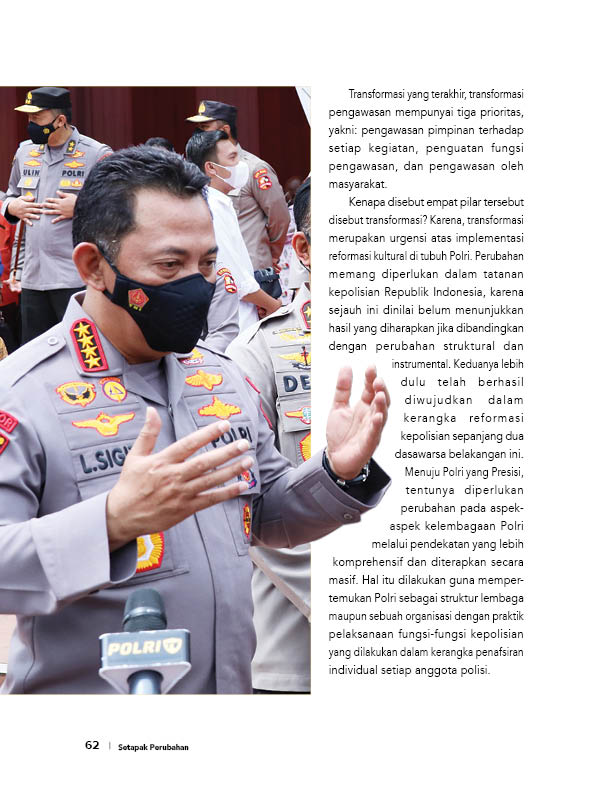 Transformasi yang terakhir, transformasi
pengawasan mempunyai tiga prioritas,
yakni: pengawasan pimpinan terhadap
setiap kegiatan, penguatan fungsi
pengawasan, dan pengawasan oleh
masyarakat.
Kenapa disebut empat pilar tersebut
disebut transformasi? Karena, transformasi
merupakan urgensi atas implementasi
reformasi kultural di tubuh Polri. Perubahan
memang diperlukan dalam tatanan
kepolisian Republik Indonesia, karena
sejauh ini dinilai belum menunjukkan
hasil yang diharapkan jika dibandingkan
dengan perubahan struktural dan
instrumental. Keduanya lebih
dulu telah berhasil
diwujudkan dalam
kerangka reformasi
kepolisian sepanjang dua
dasawarsa belakangan ini.
Menuju Polri yang Presisi,
tentunya diperlukan
perubahan pada aspek-
aspek kelembagaan Polri
melalui pendekatan yang lebih
komprehensif dan diterapkan secara
masif. Hal itu dilakukan guna memper-
temukan Polri sebagai struktur lembaga
maupun sebuah organisasi dengan praktik
pelaksanaan fungsi-fungsi kepolisian
yang dilakukan dalam kerangka penafsiran
individual setiap anggota polisi.
POLRI
L.SIGI
POLRI
POLRI
62 | Setapak Perubahan